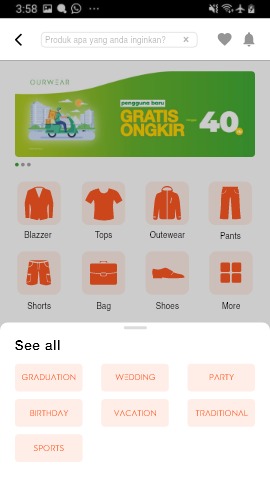 3:58
Produk apa yang anda inginkan? ×
OURWEAR
pengguna baru
GRATIS
ONGKIR
40
Blazzer Tops Outewear Pants
Shorts Bag Shoes More
See all
GRADUATION WEDDING PARTY
BIRTHDAY VACATION TRADITIONAL
SPORTS